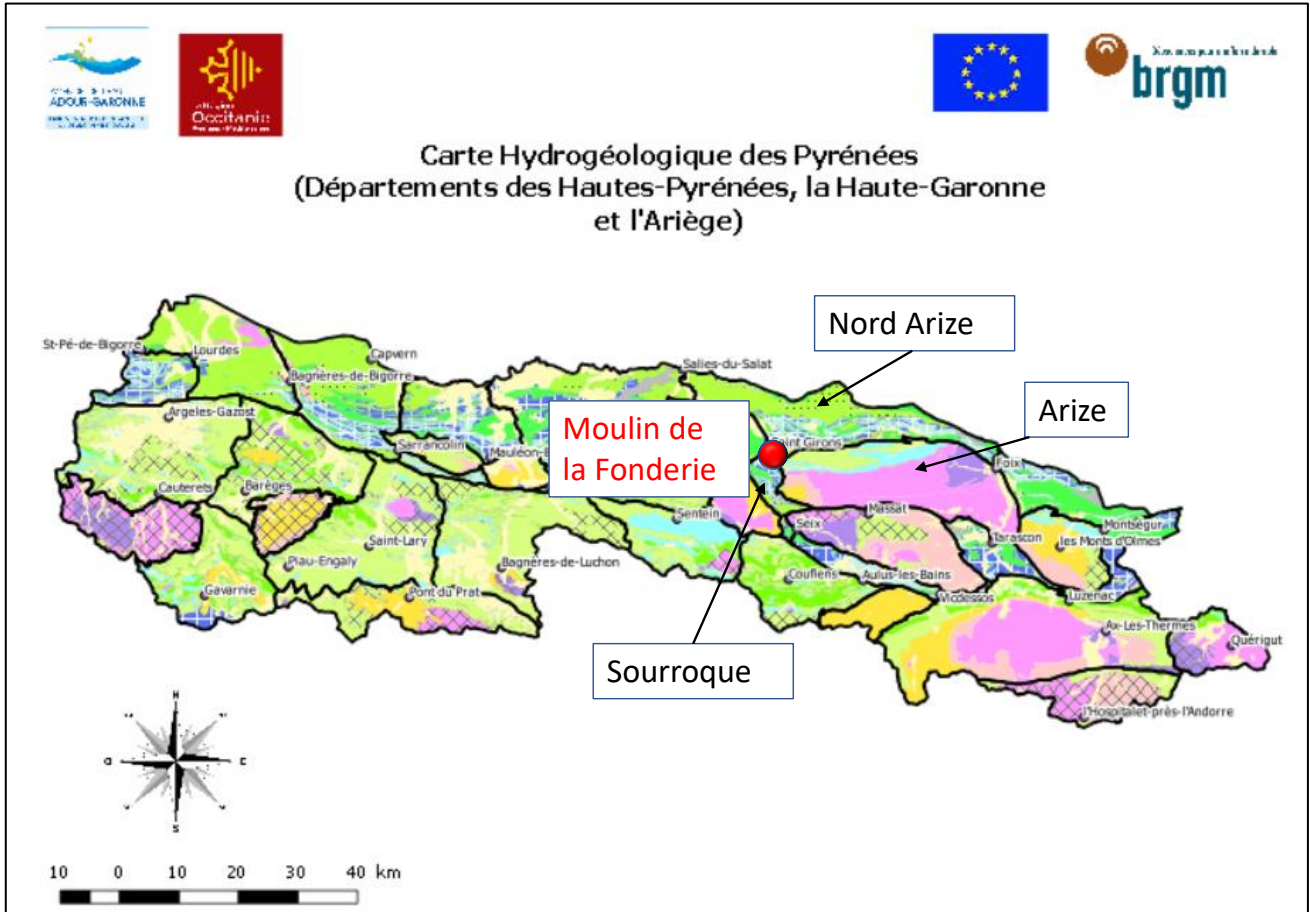 ADOUR-GARONNE
Occitanie
brgm
Carte Hydrogéologique des Pyrénées
(Départements des Hautes-Pyrénées, la Haute-Garonne
et l'Ariège)
Nord Arize
Arize
Moulin de
la Fonderie
Sourroque
St-Pé-de-Bigorre
Lourdes
Capvern
Bagnères-de-Bigorre
Salies-du-Salat
Argeles-Gazost
Sarrancolin
Saint Girons
Foix
Cauterets
Barèges
Sentein
Seix
Massat
Tarascon
Montségur
les Monts d'Olmes
Piau-Engaly
Saint-Lary
Bagnères-de-Luchon
Couflens
Aulus-les-Bains
Vicdessos
Luzenac
Gavarnie
Pont du Prat
Ax-Les-Thermes
Quérigut
l'Hospitalet-près-l'Andorre
10 0 10 20 30 40 km